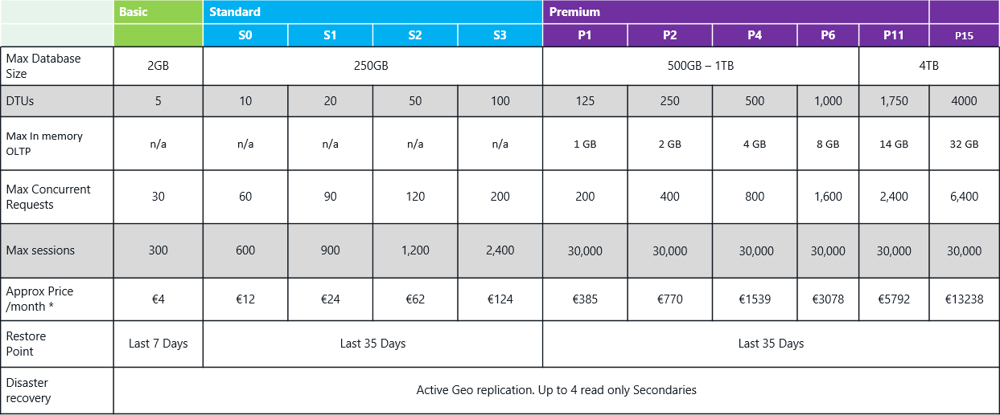 Basic Standard Premium
S0 S1 S2 S3 P1 P2 P4 P6 P11 P15
Max Database
Size
2GB 250GB 500GB – 1TB 4TB
DTUs 5 10 20 50 100 125 250 500 1,000 1,750 4000
Max In memory
OLTP
n/a n/a n/a n/a n/a 1 GB 2 GB 4 GB 8 GB 14 GB 32 GB
Max Concurrent
Requests
30 60 90 120 200 200 400 800 1,600 2,400 6,400
Max sessions 300 600 900 1,200 2,400 30,000 30,000 30,000 30,000 30,000 30,000
Approx Price
/month *
€4 €12 €24 €62 €124 €385 €770 €1539 €3078 €5792 €13238
Restore
Point
Last 7 Days Last 35 Days Last 35 Days
Disaster
recovery
Active Geo replication. Up to 4 read only Secondaries